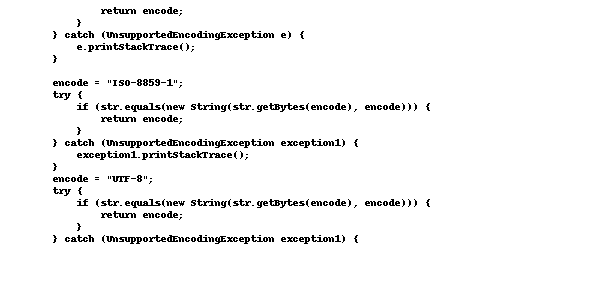 return encode;
}
} catch (UnsupportedEncodingException e) {
e.printStackTrace();
}
encode = "ISO-8859-1";
try {
if (str.equals(new String(str.getBytes(encode), encode))) {
return encode;
}
} catch (UnsupportedEncodingException exception1) {
exception1.printStackTrace();
}
encode = "UTF-8";
try {
if (str.equals(new String(str.getBytes(encode), encode))) {
return encode;
}
} catch (UnsupportedEncodingException exception1) {